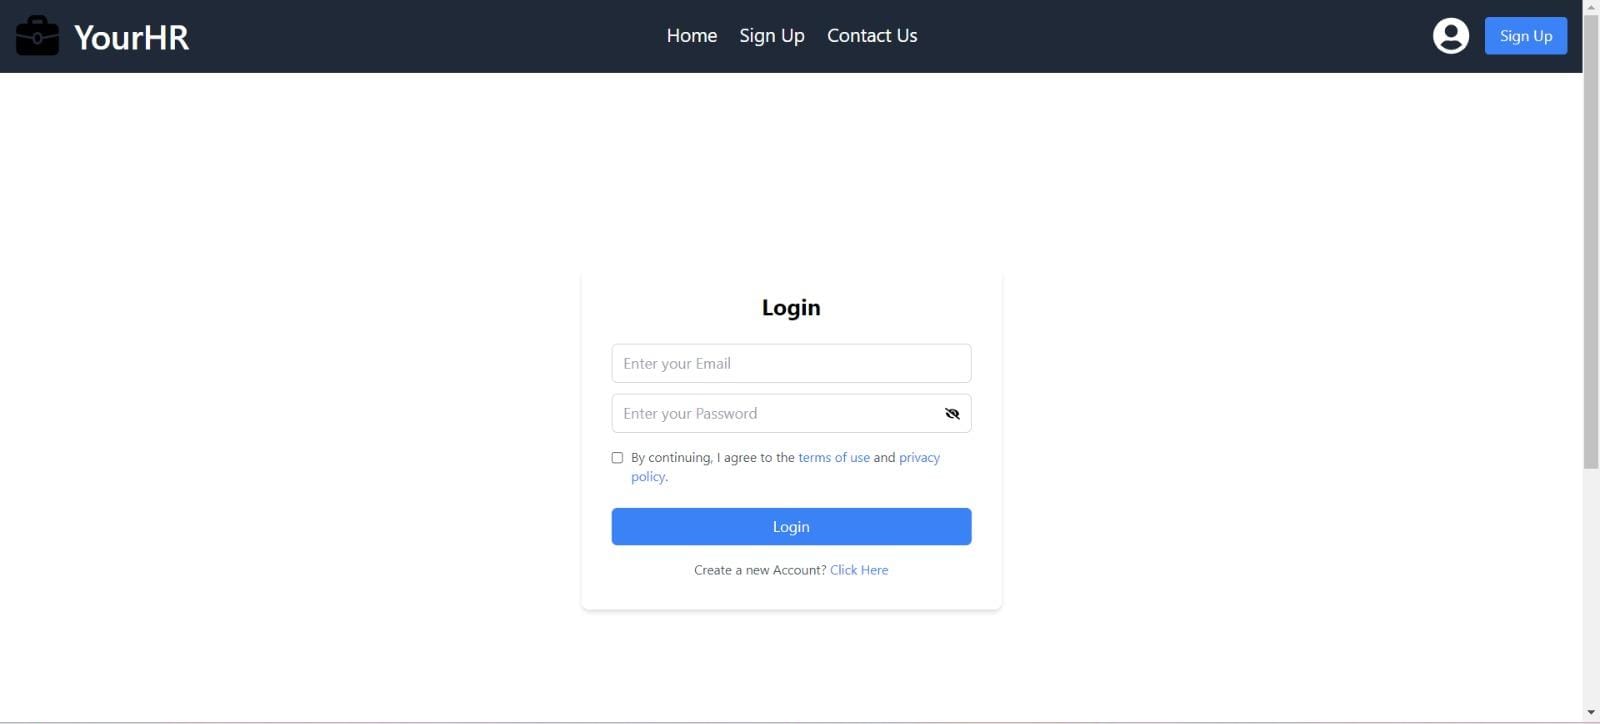 YourHR
Home Sign Up Contact Us
Sign Up
Login
Enter your Email
Enter your Password
By continuing, I agree to the terms of use and privacy
policy.
Login
Create a new Account? Click Here